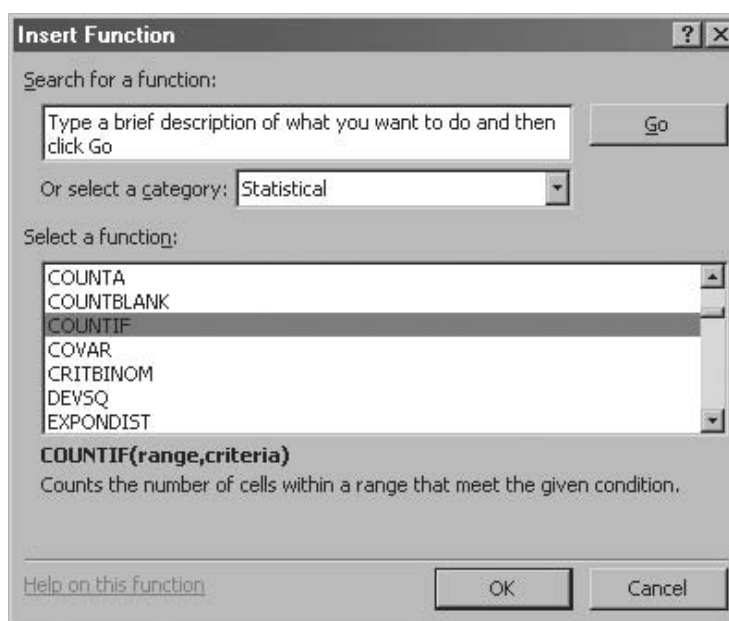 Insert Function
? X
Search for a function:
Type a brief description of what you want to do and then
click Go
Go
Or select a category: Statistical
Select a function:
COUNTA
COUNTBLANK
COUNTIF
COVAR
CRITBINOM
DEVSQ
EXPONDIST
COUNTIF(range,criteria)
Counts the number of cells within a range that meet the given condition.
Help on this function
OK
Cancel